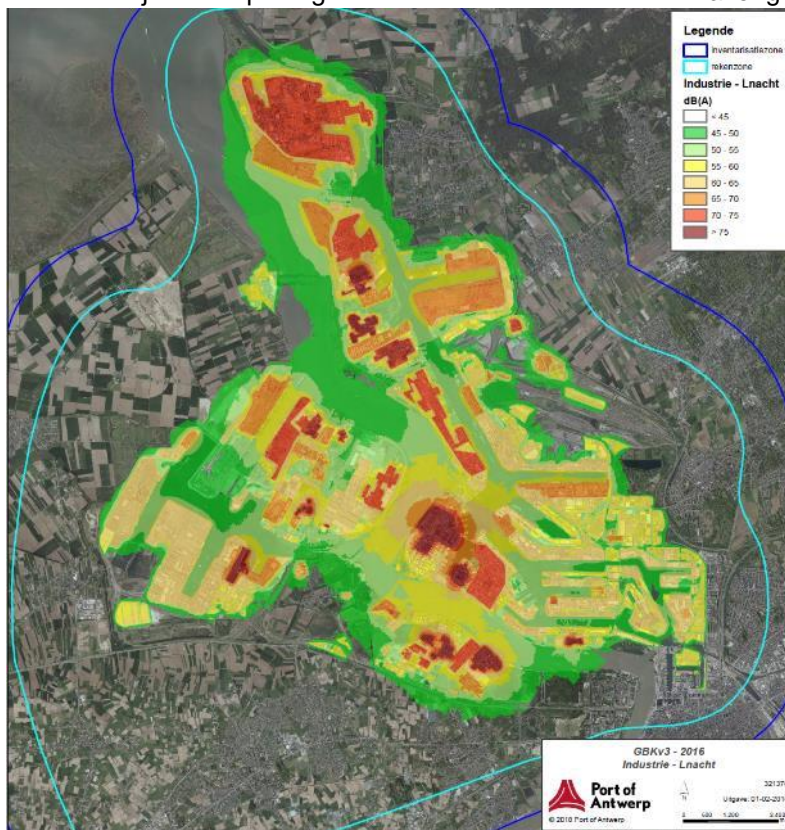 Legende
inventarisatiezone
rekenzone
Industrie - Lnacht
dB(A)
< 45
45 - 50
50 - 55
55 - 60
60 - 65
65 - 70
70 - 75
> 75
GBKv3 - 2016
Industrie - Lnacht
Port of
Antwerp
© 2018 Port of Antwerp
N